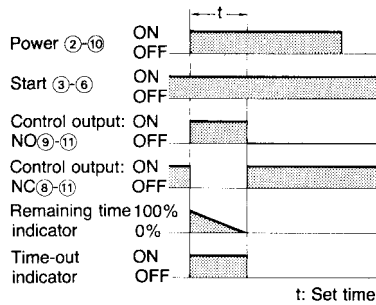 t
Power ②-⑩ ON
OFF
Start ③-⑥ ON
OFF
Control output: ON
NO⑨-⑪ OFF
Control output: ON
NC⑧-⑪ OFF
Remaining time 100%
indicator 0%
Time-out ON
indicator OFF
t: Set time